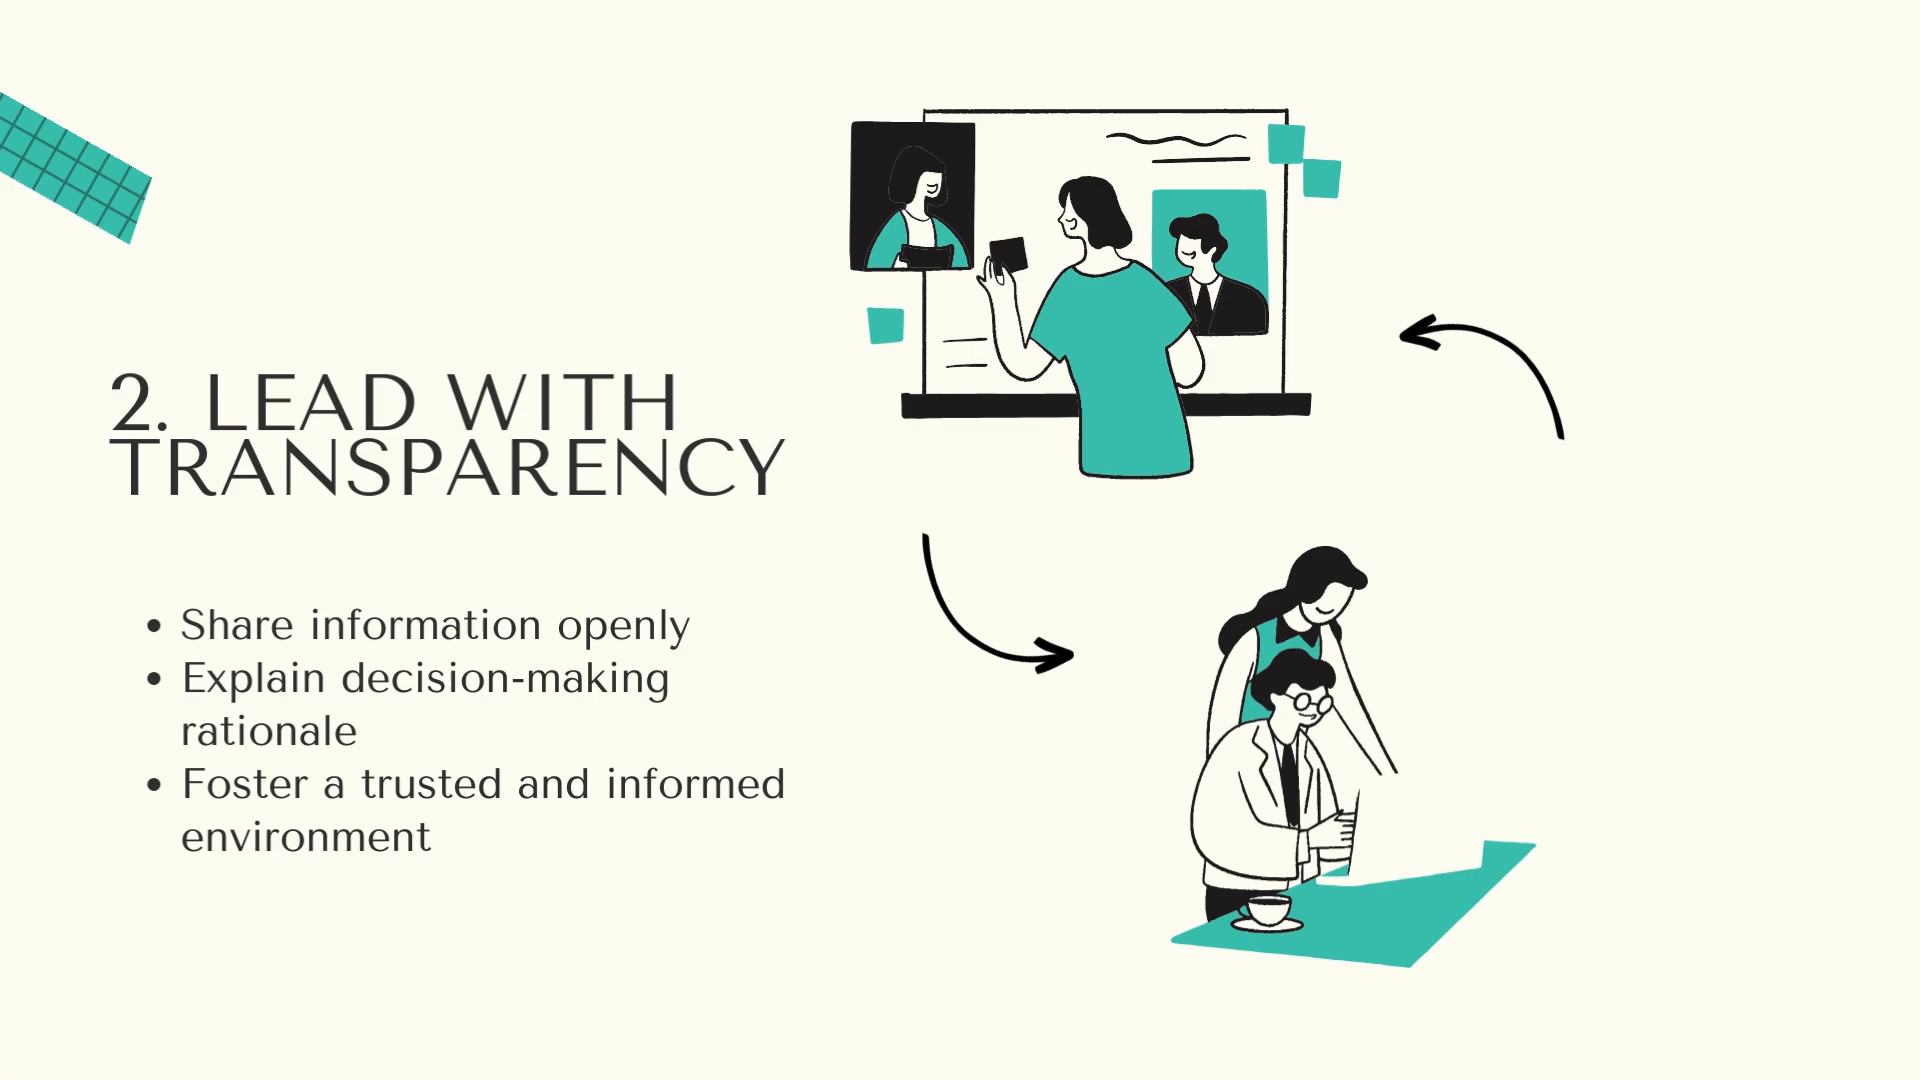 2. LEAD WITH
TRANSPARENCY
• Share information openly
• Explain decision-making
rationale
• Foster a trusted and informed
environment